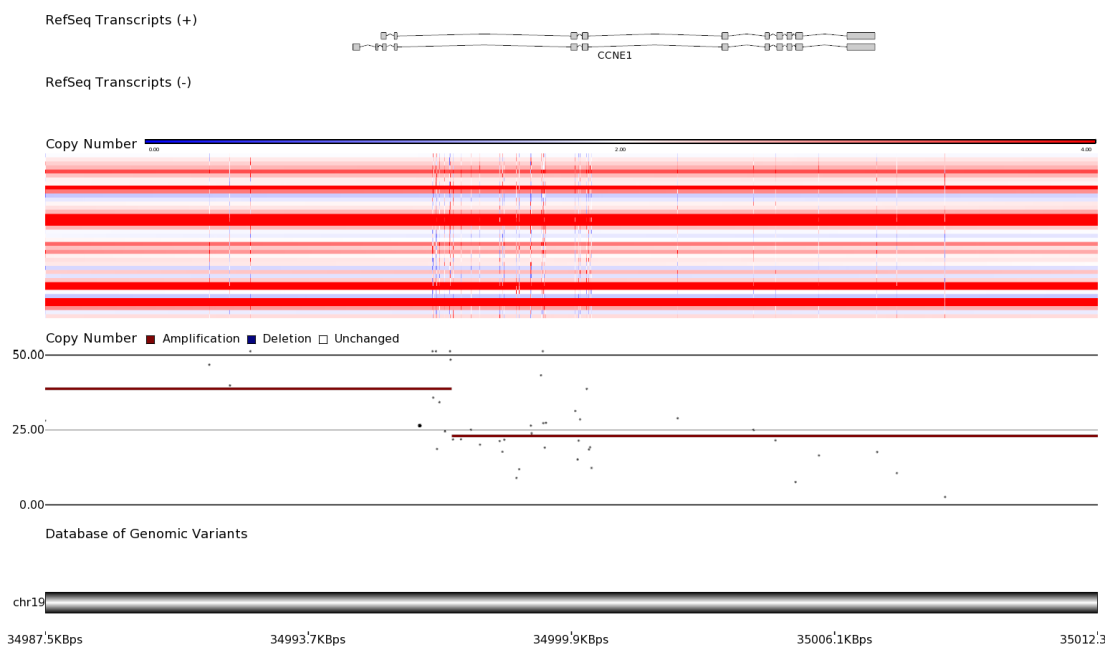 RefSeq Transcripts (+)
CCNE1
RefSeq Transcripts (-)
Copy Number
0.00 2.00 4.00
Copy Number Amplification Deletion Unchanged
50.00
25.00
0.00
Database of Genomic Variants
chr19
34987.5KBps 34993.7KBps 34999.9KBps 35006.1KBps 35012.3